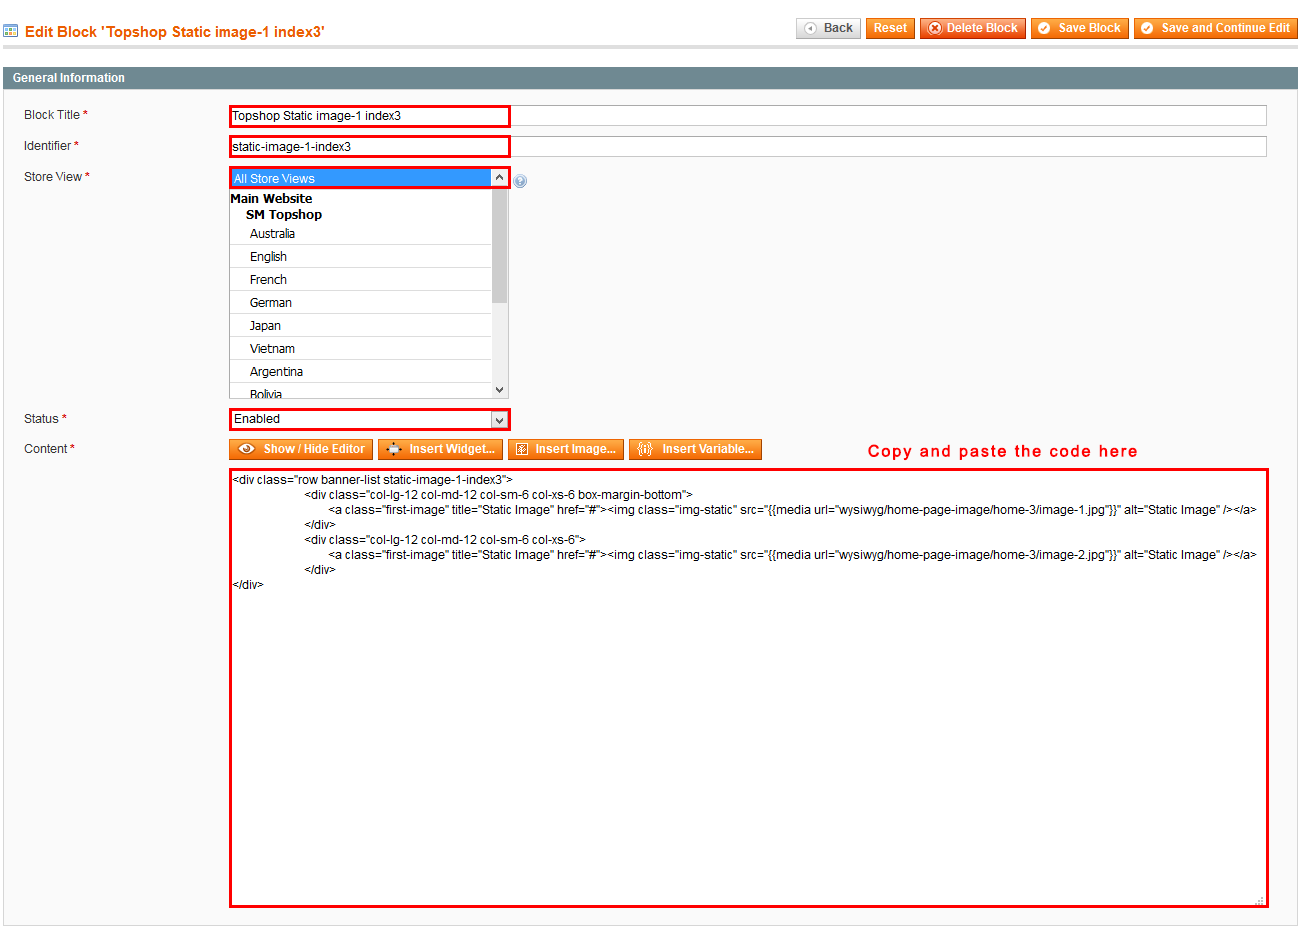 Edit Block 'Topshop Static image-1 index3'
Back Reset Delete Block Save Block Save and Continue Edit
General Information
Block Title *
Topshop Static image-1 index3
Identifier *
static-image-1-index3
Store View *
All Store Views
Main Website
SM Topshop
Australia
English
French
German
Japan
Vietnam
Argentina
Bolivia
Status *
Enabled
Content *
Show / Hide Editor Insert Widget... Insert Image... Insert Variable...
Copy and paste the code here
<div class="row banner-list static-image-1-index3">
<div class="col-lg-12 col-md-12 col-sm-6 col-xs-6 box-margin-bottom">
<a class="first-image" title="Static Image" href="#"><img class="img-static" src="{{media url="wysiwyg/home-page-image/home-3/image-1.jpg"}}" alt="Static Image" /></a>
</div>
<div class="col-lg-12 col-md-12 col-sm-6 col-xs-6">
<a class="first-image" title="Static Image" href="#"><img class="img-static" src="{{media url="wysiwyg/home-page-image/home-3/image-2.jpg"}}" alt="Static Image" /></a>
</div>
</div>